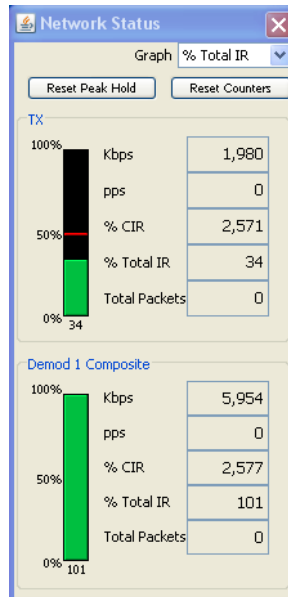 Network Status
Graph % Total IR
Reset Peak Hold Reset Counters
TX
100%
Kbps 1,980
pps 0
50% % CIR 2,571
% Total IR 34
Total Packets 0
0% 34
Demod 1 Composite
100%
Kbps 5,954
pps 0
% CIR 2,577
50%
% Total IR 101
Total Packets 0
0% 101